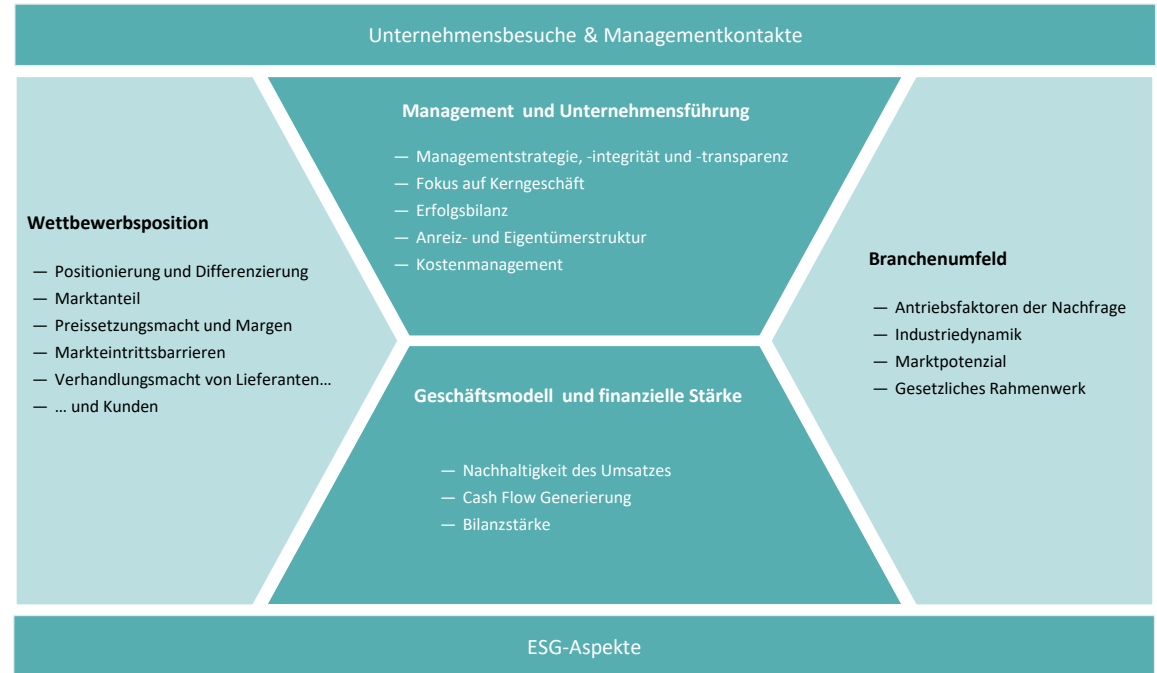 Unternehmensbesuche & Managementkontakte
Management und Unternehmensführung
— Managementstrategie, -integrität und -transparenz
— Fokus auf Kerngeschäft
— Erfolgsbilanz
— Anreiz- und Eigentümerstruktur
— Kostenmanagement
Wettbewerbsposition
— Positionierung und Differenzierung
— Marktanteil
— Preissetzungsmacht und Margen
— Markteintrittsbarrieren
— Verhandlungsmacht von Lieferanten…
— … und Kunden
Branchenumfeld
— Antriebsfaktoren der Nachfrage
— Industriedynamik
— Marktpotenzial
— Gesetzliches Rahmenwerk
Geschäftsmodell und finanzielle Stärke
— Nachhaltigkeit des Umsatzes
— Cash Flow Generierung
— Bilanzstärke
ESG-Aspekte